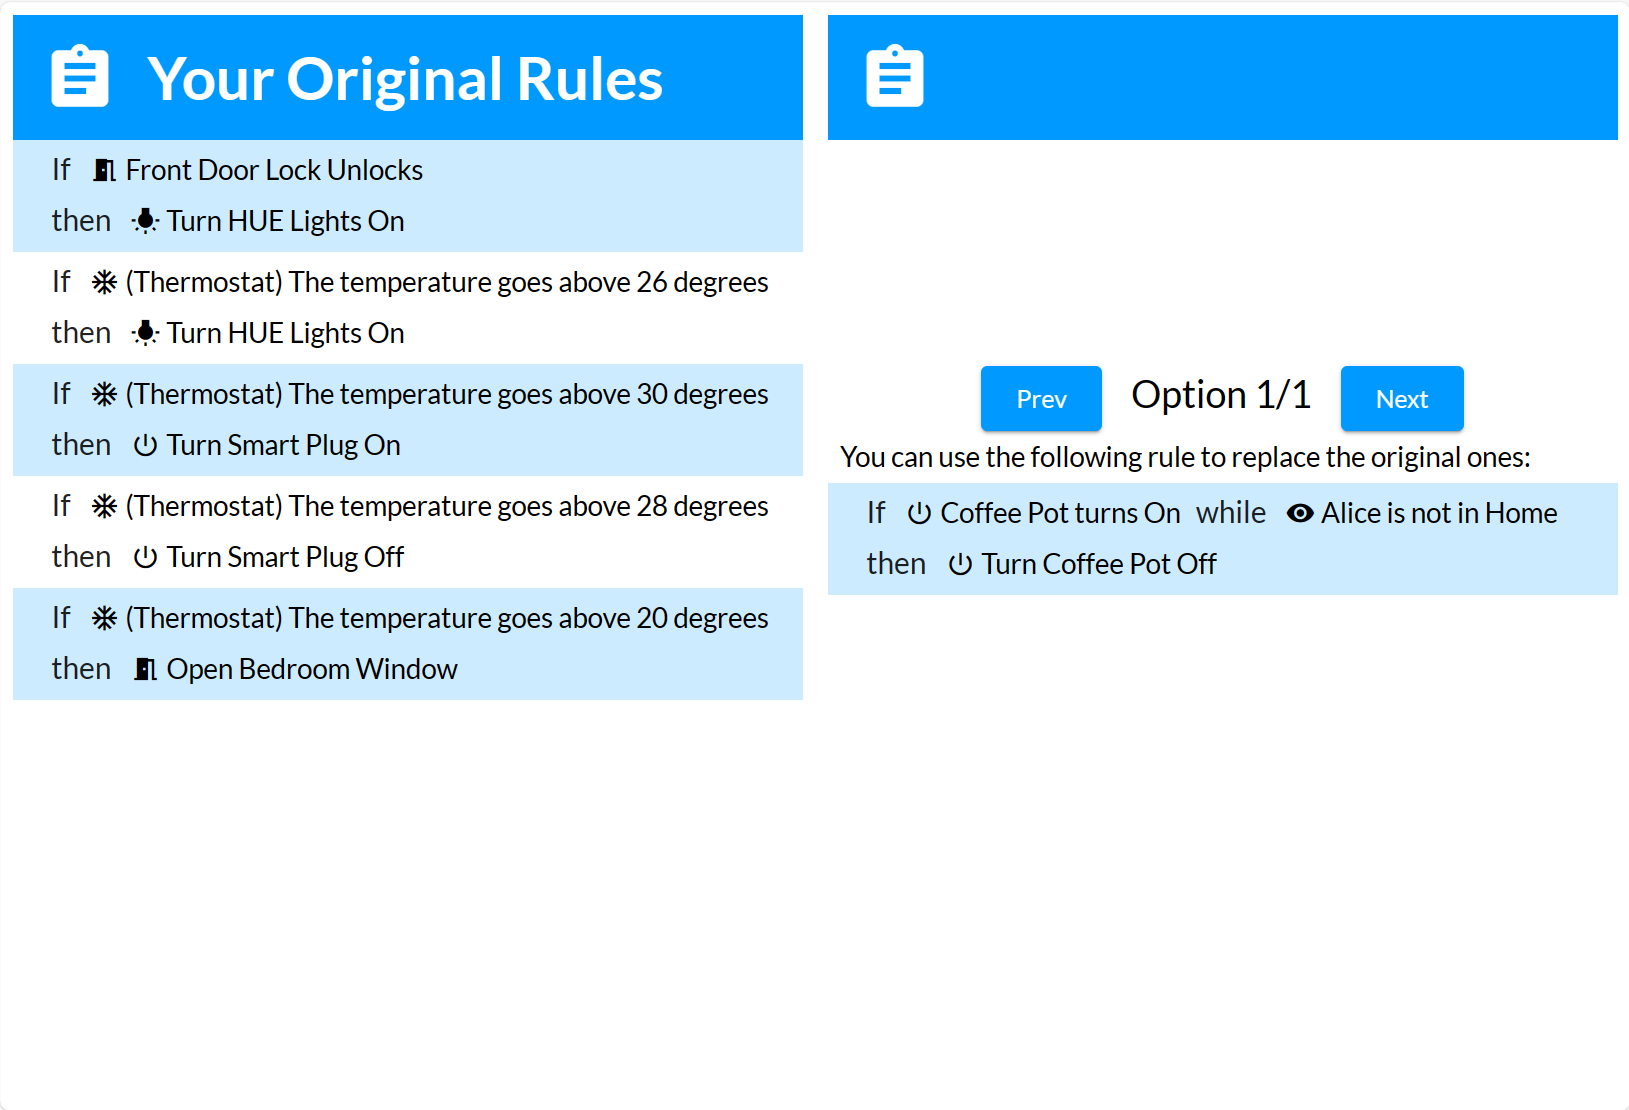 Your Original Rules
If Front Door Lock Unlocks
then Turn HUE Lights On
If (Thermostat) The temperature goes above 26 degrees
then Turn HUE Lights On
If (Thermostat) The temperature goes above 30 degrees
then Turn Smart Plug On
If (Thermostat) The temperature goes above 28 degrees
then Turn Smart Plug Off
If (Thermostat) The temperature goes above 20 degrees
then Open Bedroom Window
Prev Option 1/1 Next
You can use the following rule to replace the original ones:
If Coffee Pot turns On while Alice is not in Home
then Turn Coffee Pot Off